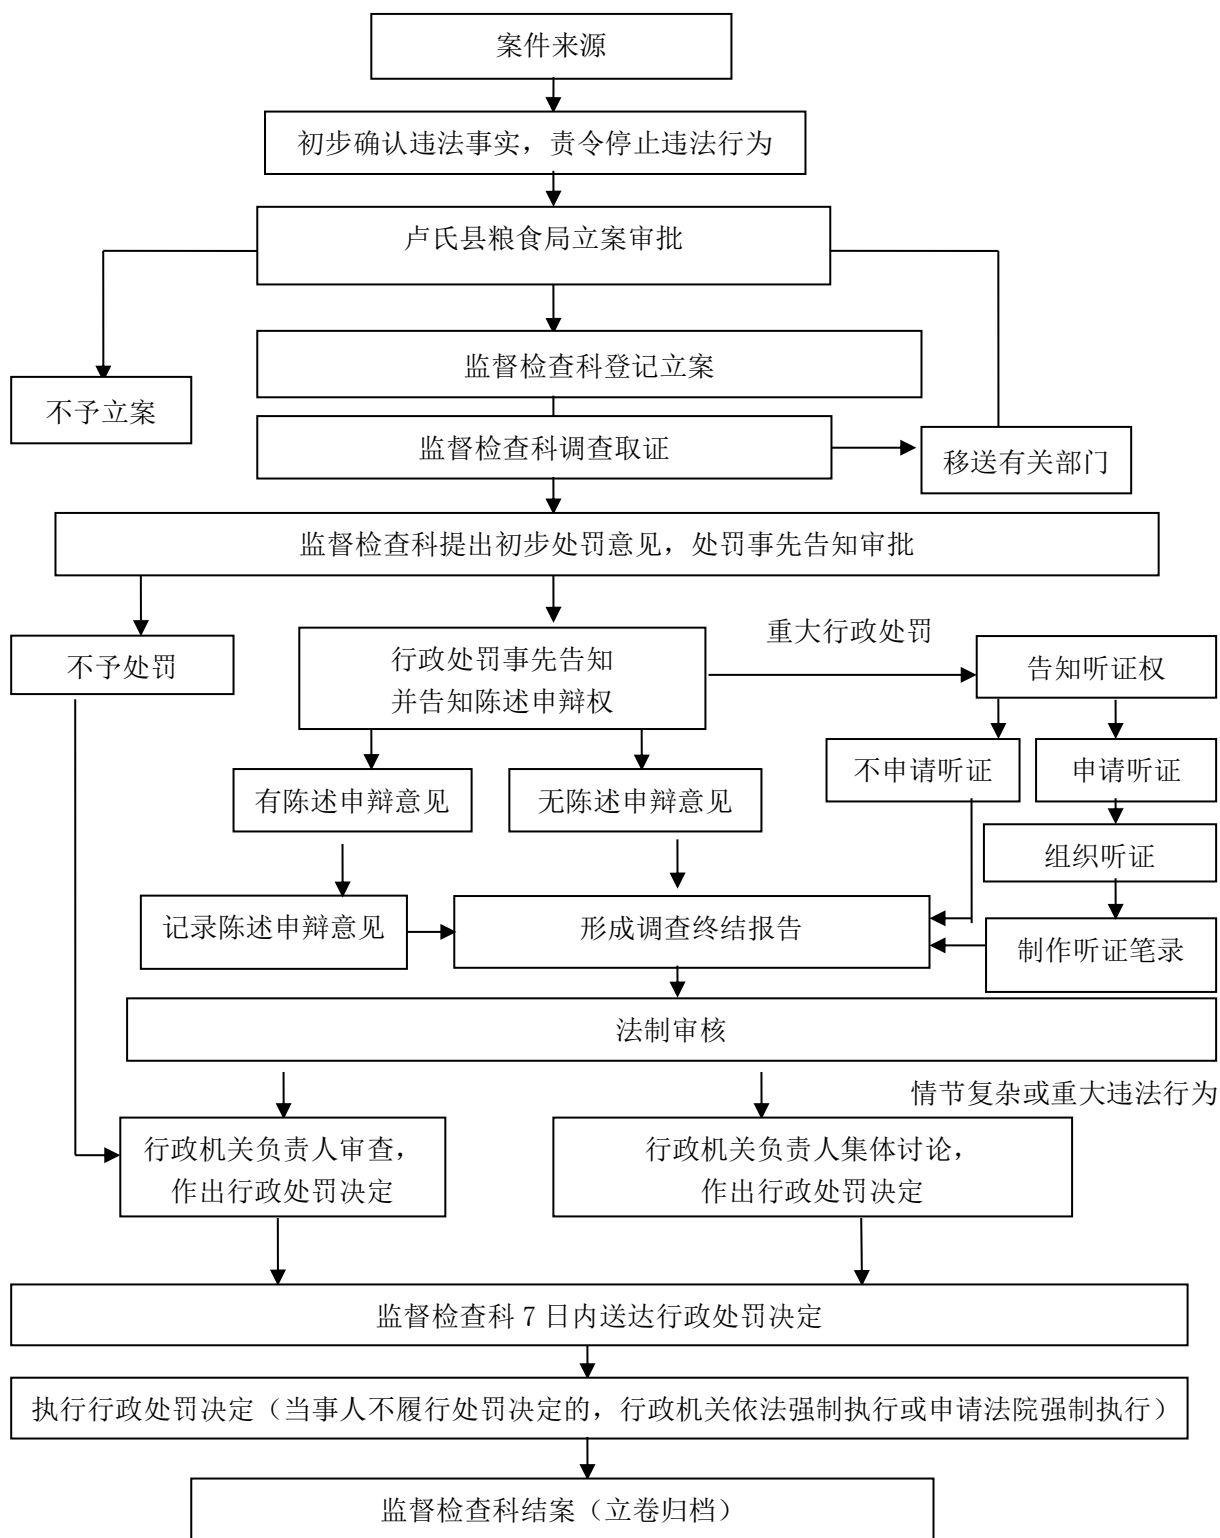 案件来源
初步确认违法事实，责令停止违法行为
卢氏县粮食局立案审批
监督检查科登记立案
不予立案
监督检查科调查取证
移送有关部门
监督检查科提出初步处罚意见，处罚事先告知审批
重大行政处罚
不予处罚
行政处罚事先告知
并告知陈述申辩权
告知听证权
不申请听证
申请听证
有陈述申辩意见
无陈述申辩意见
组织听证
记录陈述申辩意见
形成调查终结报告
制作听证笔录
法制审核
情节复杂或重大违法行为
行政机关负责人审查，
作出行政处罚决定
行政机关负责人集体讨论，
作出行政处罚决定
监督检查科 7 日内送达行政处罚决定
执行行政处罚决定（当事人不履行处罚决定的，行政机关依法强制执行或申请法院强制执行）
监督检查科结案（立卷归档）